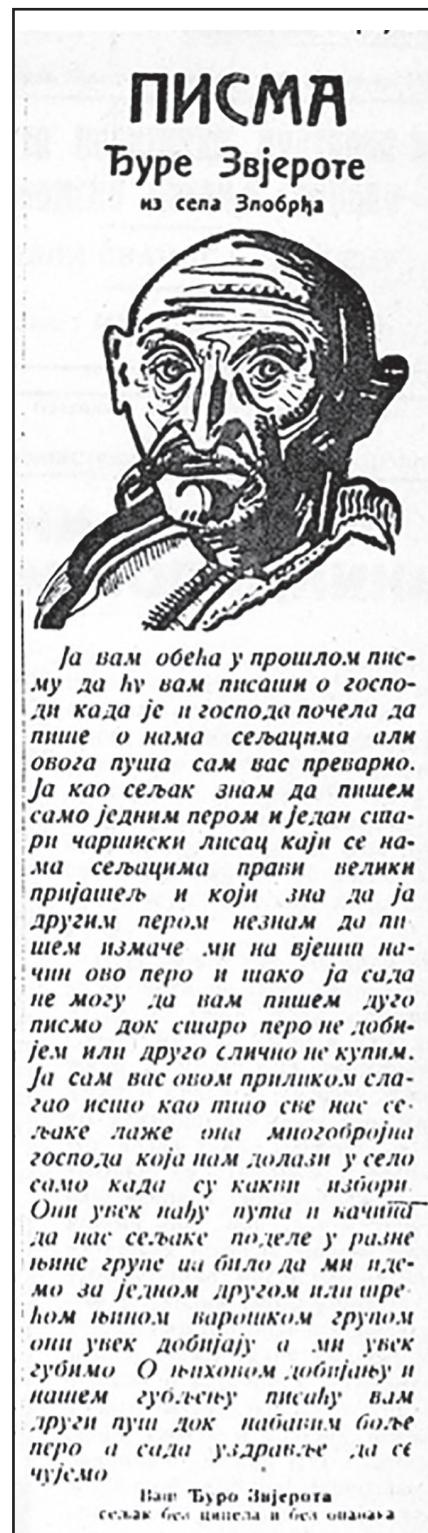 ПИСМА
Ђуре Звјероте
из села Злобрђа
Ја вам обећа у прошлом пис-
му да ћу вам писати о госпо-
ди када је и господа почела да
пише о нама сељацима али
овога пута сам вас преварио.
Ја као сељак знам да пишем
само једним пером и један ста-
ри чаршиски лисац каји се на-
ма сељацима прави велики
пријатељ и који зна да ја
другим пером незнам да пи-
шем измаче ми на вјешт на-
чин ово перо и тако ја сада
не могу да вам пишем дуго
писмо док старо перо не доби-
јем или друго слично не купим.
Ја сам вас овом приликом сла-
гао исто као што све нас се-
љаке лаже она многобројна
господа која нам долази у село
само када су какви избори.
Они увек нађу пута и начина
да нас сељаке поделе у разне
њине групе па било да ми иде-
мо за једном другом или тре-
ћом њином варошком групом
они увек добијају а ми увек
губимо О њиховом добијању и
нашем губљењу писаћу вам
други пут док набавим боље
перо а сада уздравље да се
чујемо
Ваш Ђуро Звјерота
сељак без ципела и без опанака